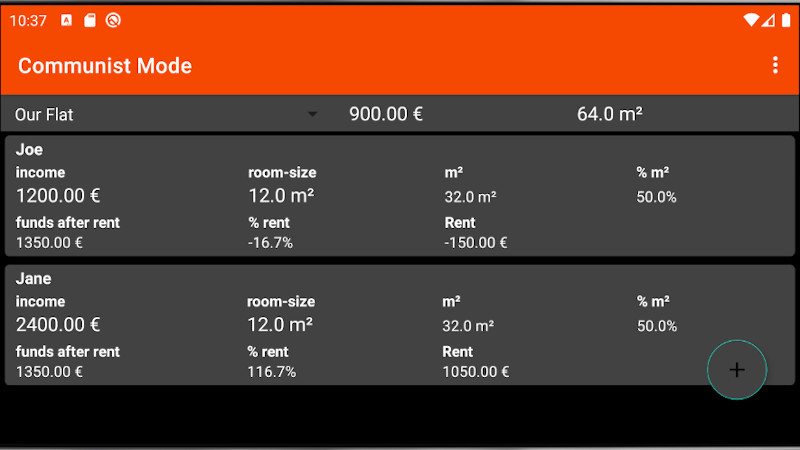 10:37
Communist Mode
Our Flat 900.00 € 64.0 m²
Joe
income room-size m² % m²
1200.00 € 12.0 m² 32.0 m² 50.0%
funds after rent % rent Rent
1350.00 € -16.7% -150.00 €
Jane
income room-size m² % m²
2400.00 € 12.0 m² 32.0 m² 50.0%
funds after rent % rent Rent
1350.00 € 116.7% 1050.00 €
+